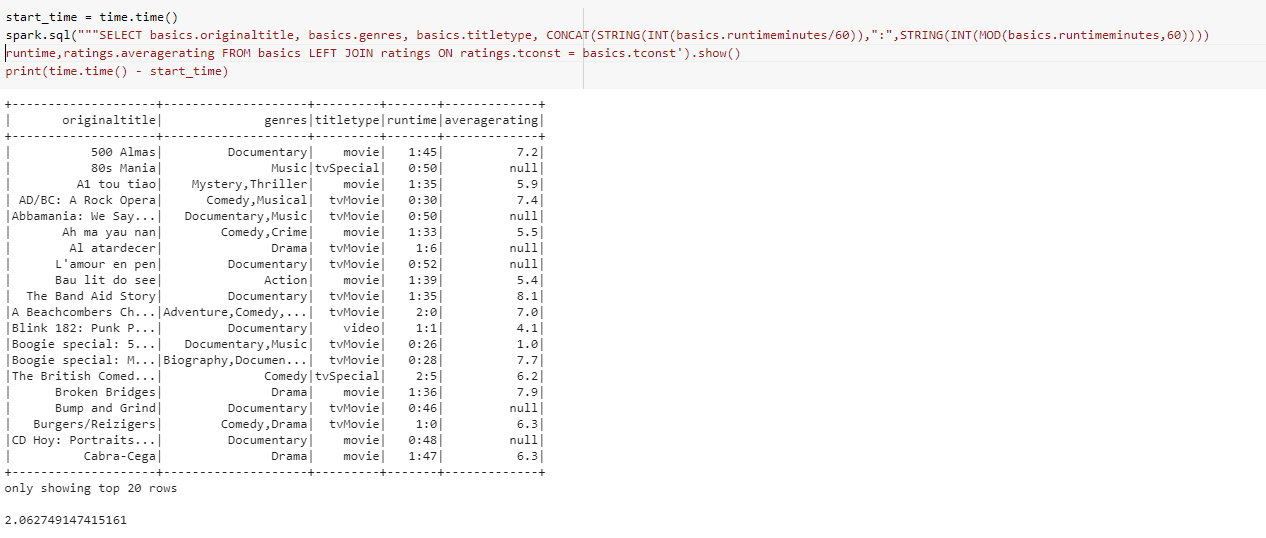 start_time = time.time()
spark.sql("""SELECT basics.originaltitle, basics.genres, basics.titletype, CONCAT(STRING(INT(basics.runtimeminutes/60)),":",STRING(INT(MOD(basics.runtimeminutes,60))))
runtime,ratings.averagerating FROM basics LEFT JOIN ratings ON ratings.tconst = basics.tconst').show()
print(time.time() - start_time)
+--------------------+-------------------+---------+-------+-------------+
|       originaltitle|             genres|titletype|runtime|averagerating|
+--------------------+-------------------+---------+-------+-------------+
|           500 Almas|        Documentary|    movie|   1:45|          7.2|
|           80s Mania|              Music|tvSpecial|   0:50|         null|
|         A1 tou tiao|   Mystery,Thriller|    movie|   1:35|          5.9|
| AD/BC: A Rock Opera|     Comedy,Musical|  tvMovie|   0:30|          7.4|
|Abbamania: We Say...|  Documentary,Music|  tvMovie|   0:50|         null|
|       Ah ma yau nan|       Comedy,Crime|    movie|   1:33|          5.5|
|        Al atardecer|              Drama|  tvMovie|    1:6|         null|
|      L'amour en pen|        Documentary|  tvMovie|   0:52|         null|
|      Bau lit do see|             Action|    movie|   1:39|          5.4|
|  The Band Aid Story|        Documentary|  tvMovie|   1:35|          8.1|
|A Beachcombers Ch...|Adventure,Comedy,...|  tvMovie|    2:0|          7.0|
|Blink 182: Punk P...|        Documentary|    video|    1:1|          4.1|
|Boogie special: 5...|  Documentary,Music|  tvMovie|   0:26|          1.0|
|Boogie special: M...|Biography,Documen...|  tvMovie|   0:28|          7.7|
|The British Comed...|             Comedy|tvSpecial|    2:5|          6.2|
|      Broken Bridges|              Drama|    movie|   1:36|          7.9|
|      Bump and Grind|        Documentary|  tvMovie|   0:46|         null|
|   Burgers/Reizigers|       Comedy,Drama|  tvMovie|    1:0|          6.3|
|CD Hoy: Portraits...|        Documentary|    movie|   0:48|         null|
|          Cabra-Cega|              Drama|    movie|   1:47|          6.3|
+--------------------+-------------------+---------+-------+-------------+
only showing top 20 rows
2.062749147415161